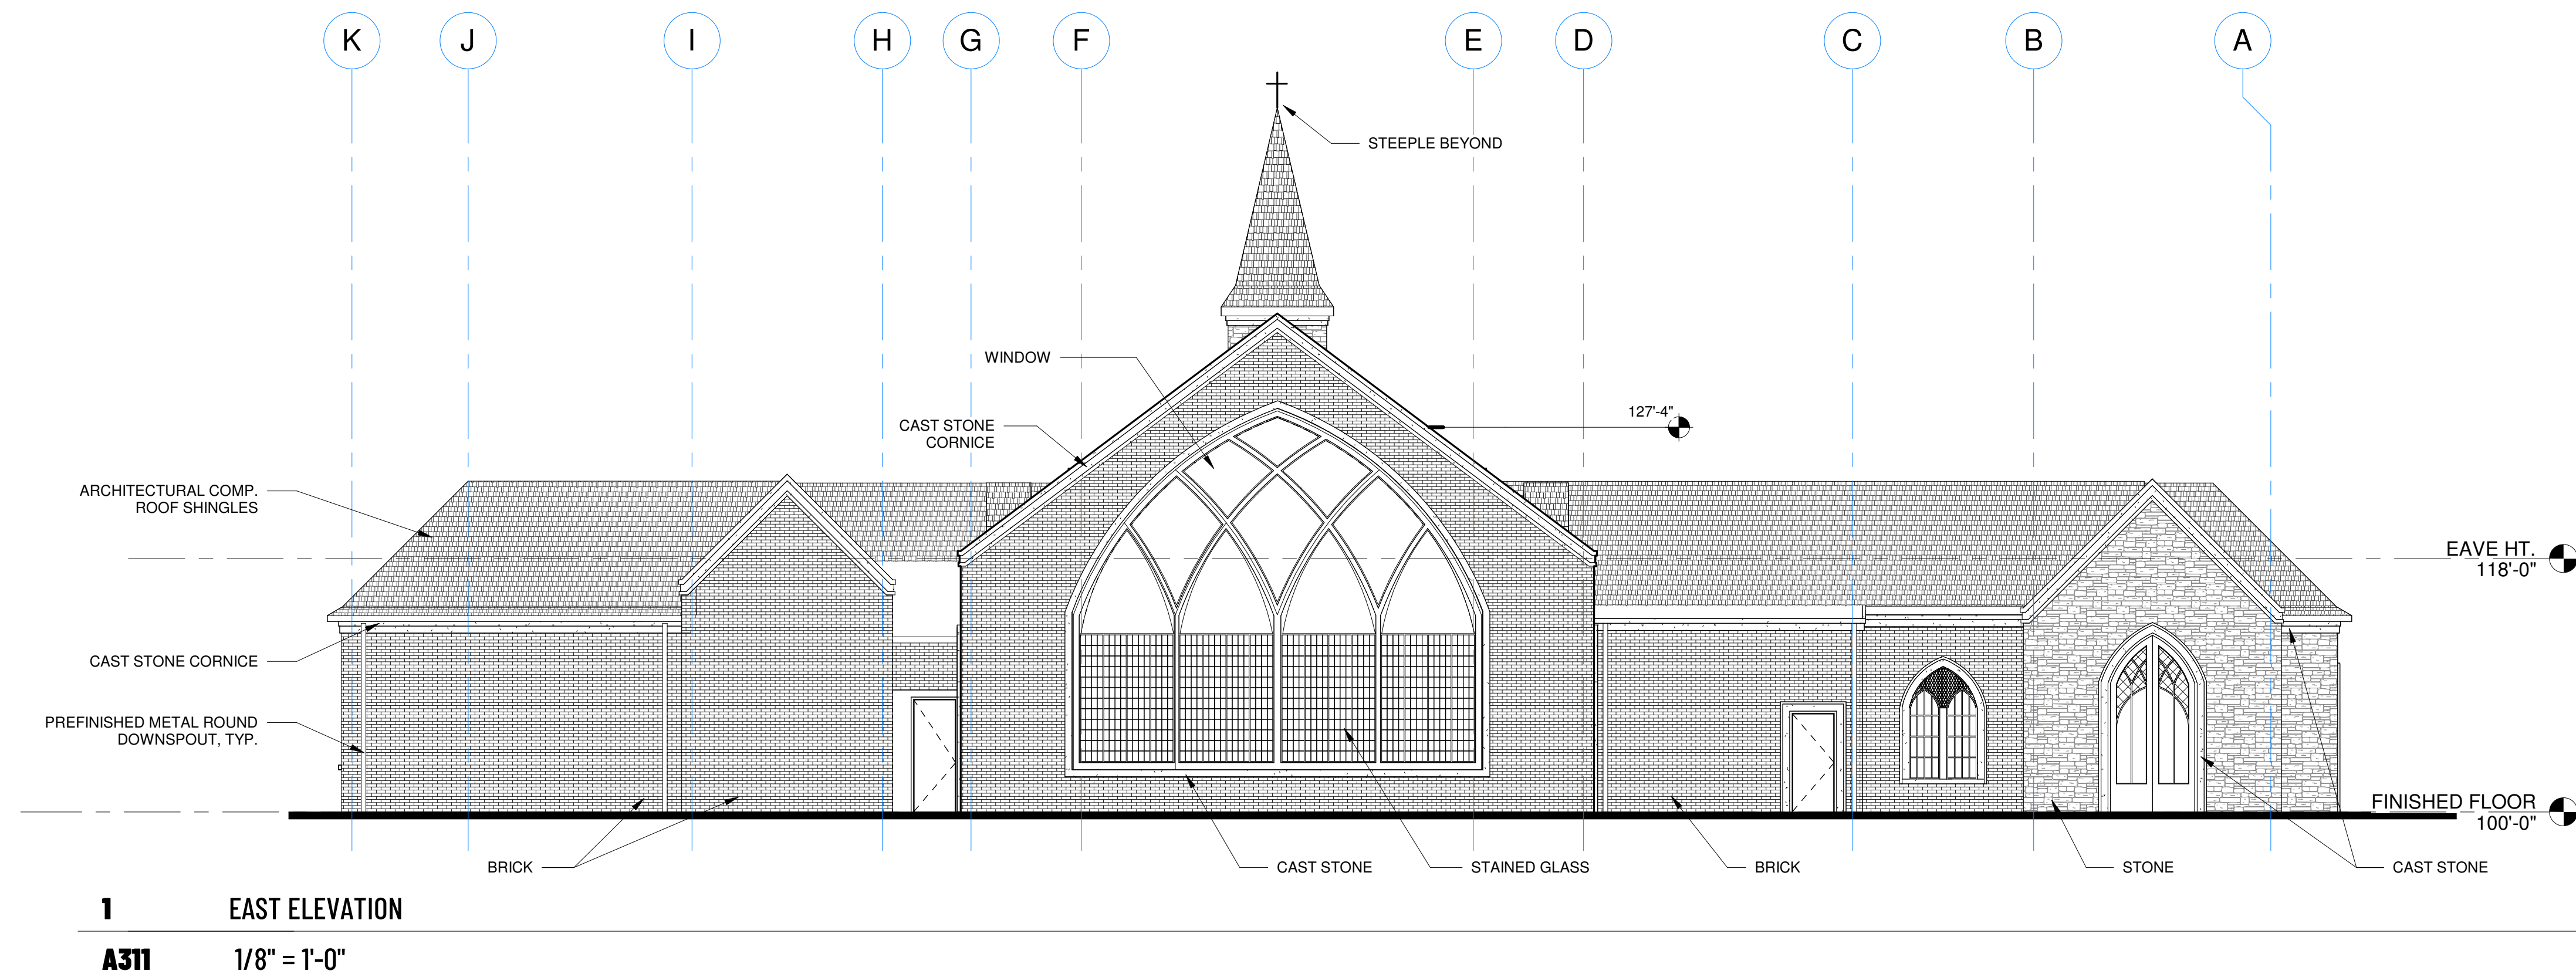 K J I H G F E D C B A
STEEPLE BEYOND
WINDOW
127'-4"
CAST STONE
CORNICE
ARCHITECTURAL COMP.
ROOF SHINGLES
EAVE HT.
118'-0"
CAST STONE CORNICE
PREFINISHED METAL ROUND
DOWNSPOUT, TYP.
FINISHED FLOOR
100'-0"
BRICK
CAST STONE
STAINED GLASS
BRICK
STONE
CAST STONE
1 EAST ELEVATION
A311 1/8" = 1'-0"